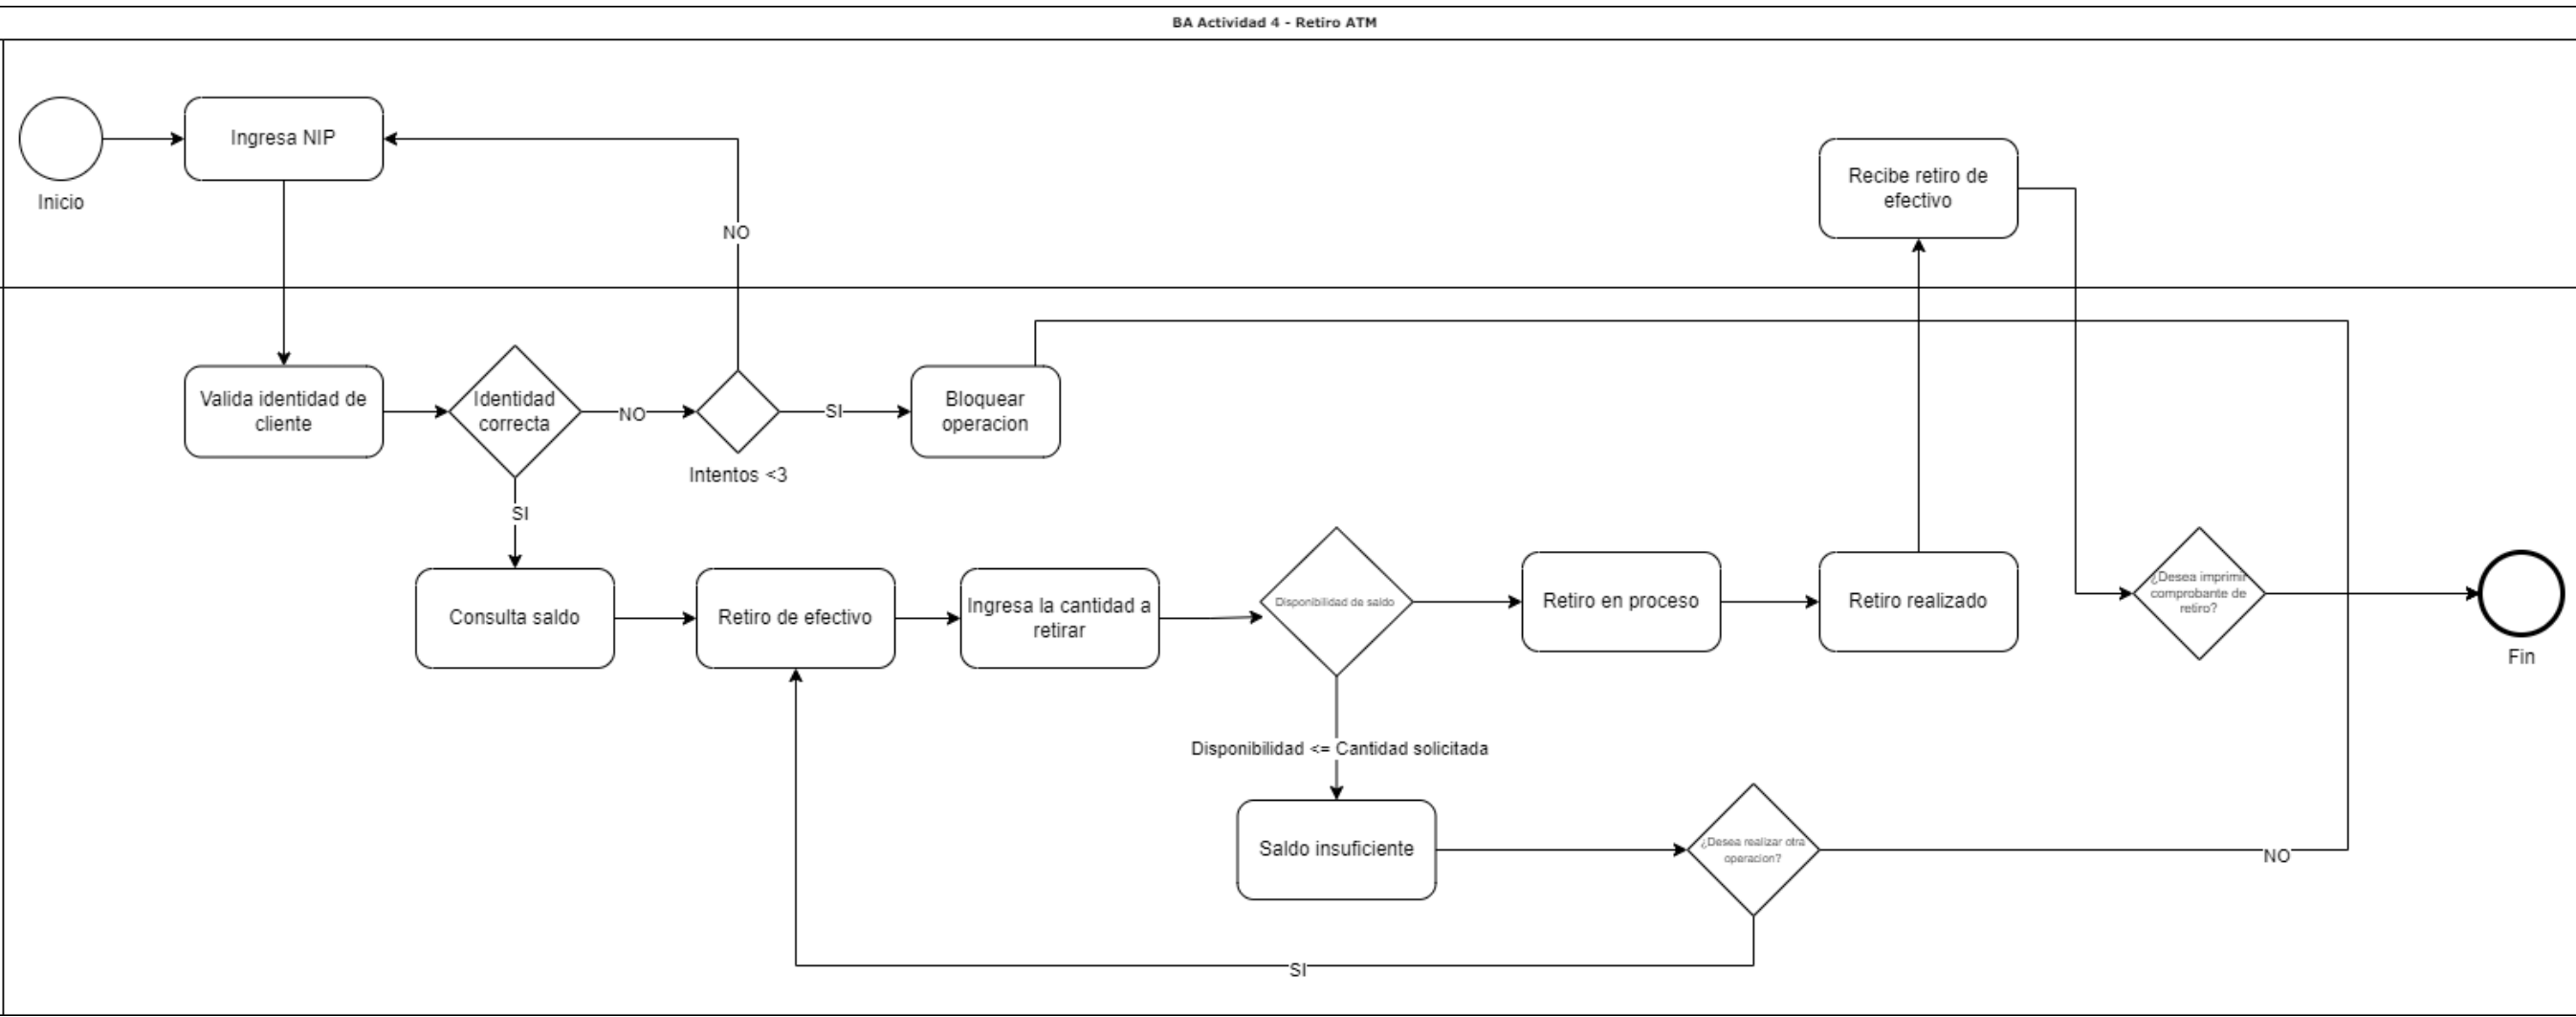 BA Actividad 4 - Retiro ATM
Ingresa NIP
Inicio
Recibe retiro de
efectivo
NO
Valida identidad de
cliente
Identidad
correcta
NO
SI
Bloquear
operacion
Intentos <3
SI
Consulta saldo
Retiro de efectivo
Ingresa la cantidad a
retirar
Disponibilidad de saldo
Retiro en proceso
Retiro realizado
¿Desea imprimir
comprobante de
retiro?
Fin
Disponibilidad <= Cantidad solicitada
Saldo insuficiente
¿Desea realizar otra
operacion?
NO
SI